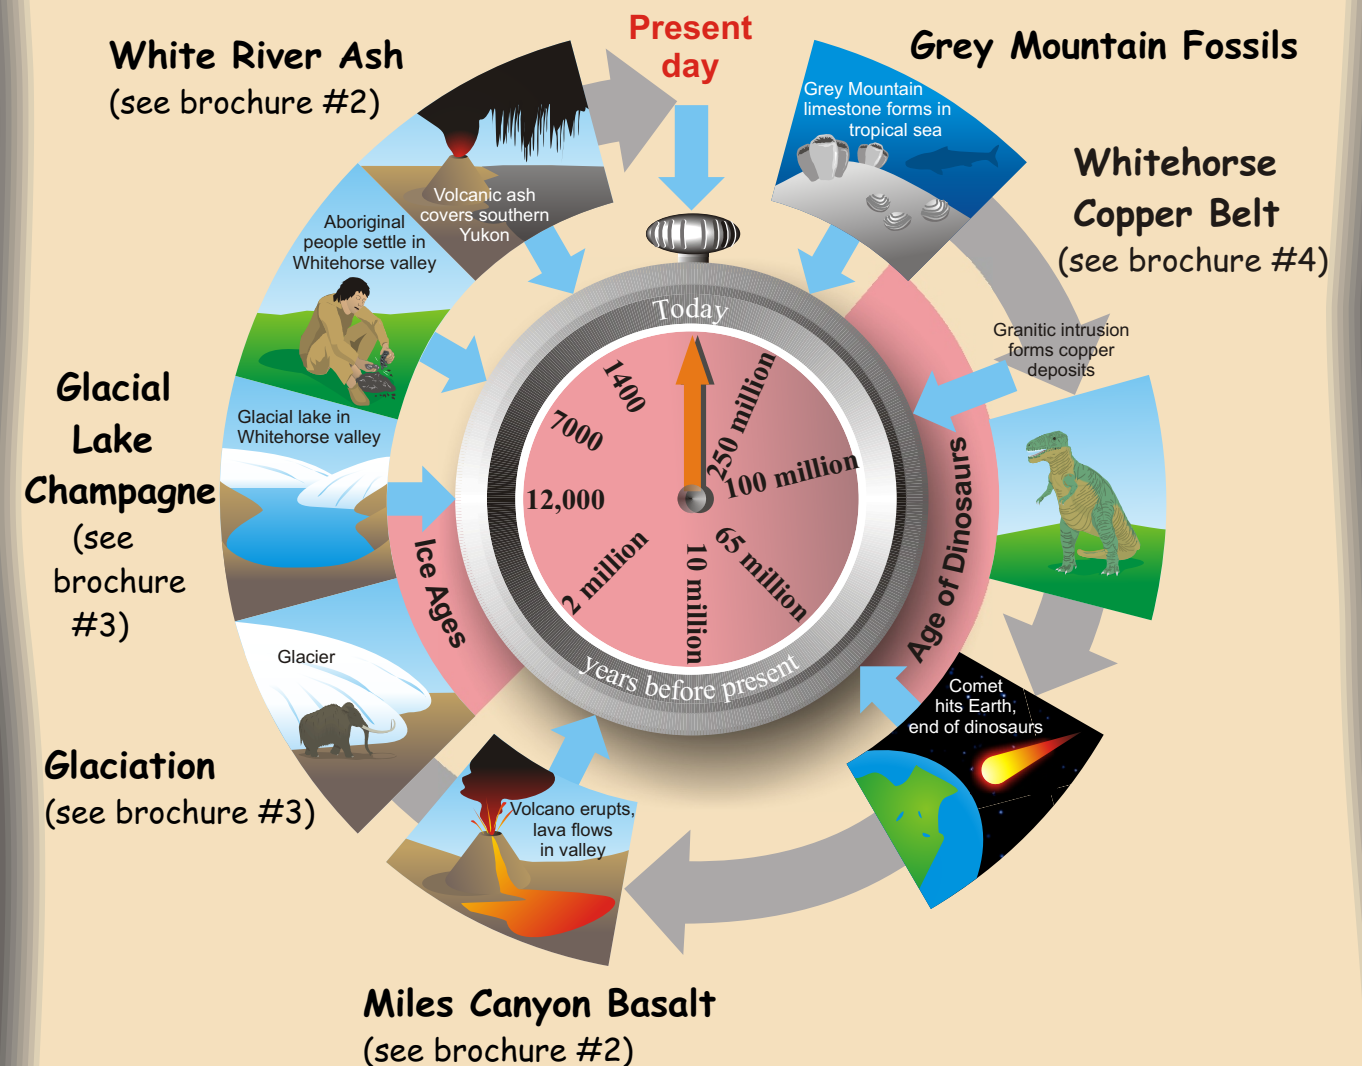 Present
day
White River Ash
(see brochure #2)
Grey Mountain Fossils
Grey Mountain
limestone forms in
tropical sea
Whitehorse
Copper Belt
(see brochure #4)
Granitic intrusion
forms copper
deposits
Age of Dinosaurs
Comet
hits Earth,
end of dinosaurs
Volcano erupts,
lava flows
in valley
Miles Canyon Basalt
(see brochure #2)
Glacier
Glaciation
(see brochure #3)
Ice Ages
Glacial lake in
Whitehorse valley
Glacial
Lake
Champagne
(see
brochure
#3)
Aboriginal
people settle in
Whitehorse valley
Volcanic ash
covers southern
Yukon
Today
250 million
100 million
65 million
10 million
2 million
12,000
7000
1400
years before present